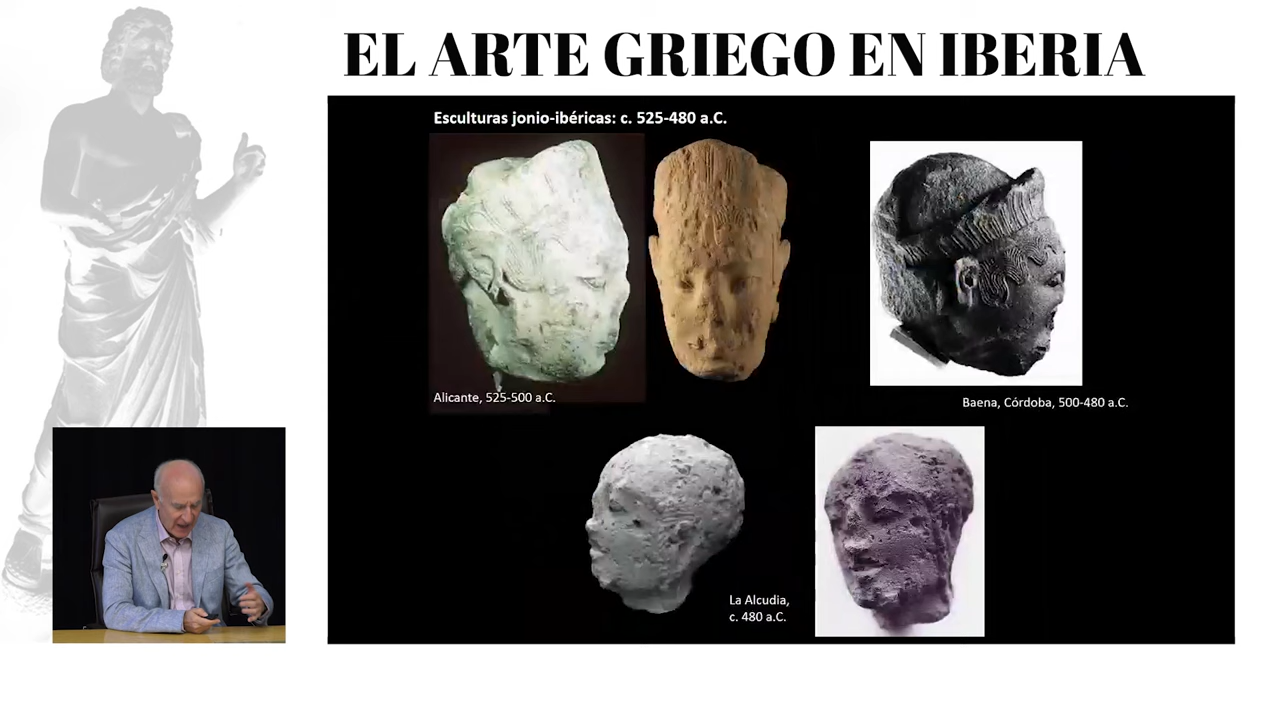 EL ARTE GRIEGO EN IBERIA
Esculturas jonio-ibéricas: c. 525-480 a.C.
Alicante, 525-500 a.C.
Baena, Córdoba, 500-480 a.C.
La Alcudia,
c. 480 a.C.